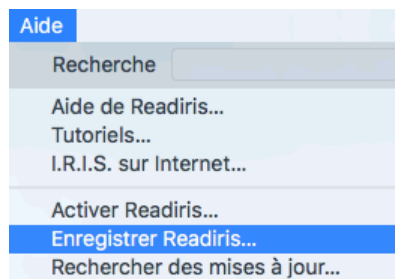 Aide
Recherche
Aide de Readiris...
Tutoriels...
I.R.I.S. sur Internet...
Activer Readiris...
Enregistrer Readiris...
Rechercher des mises à jour...